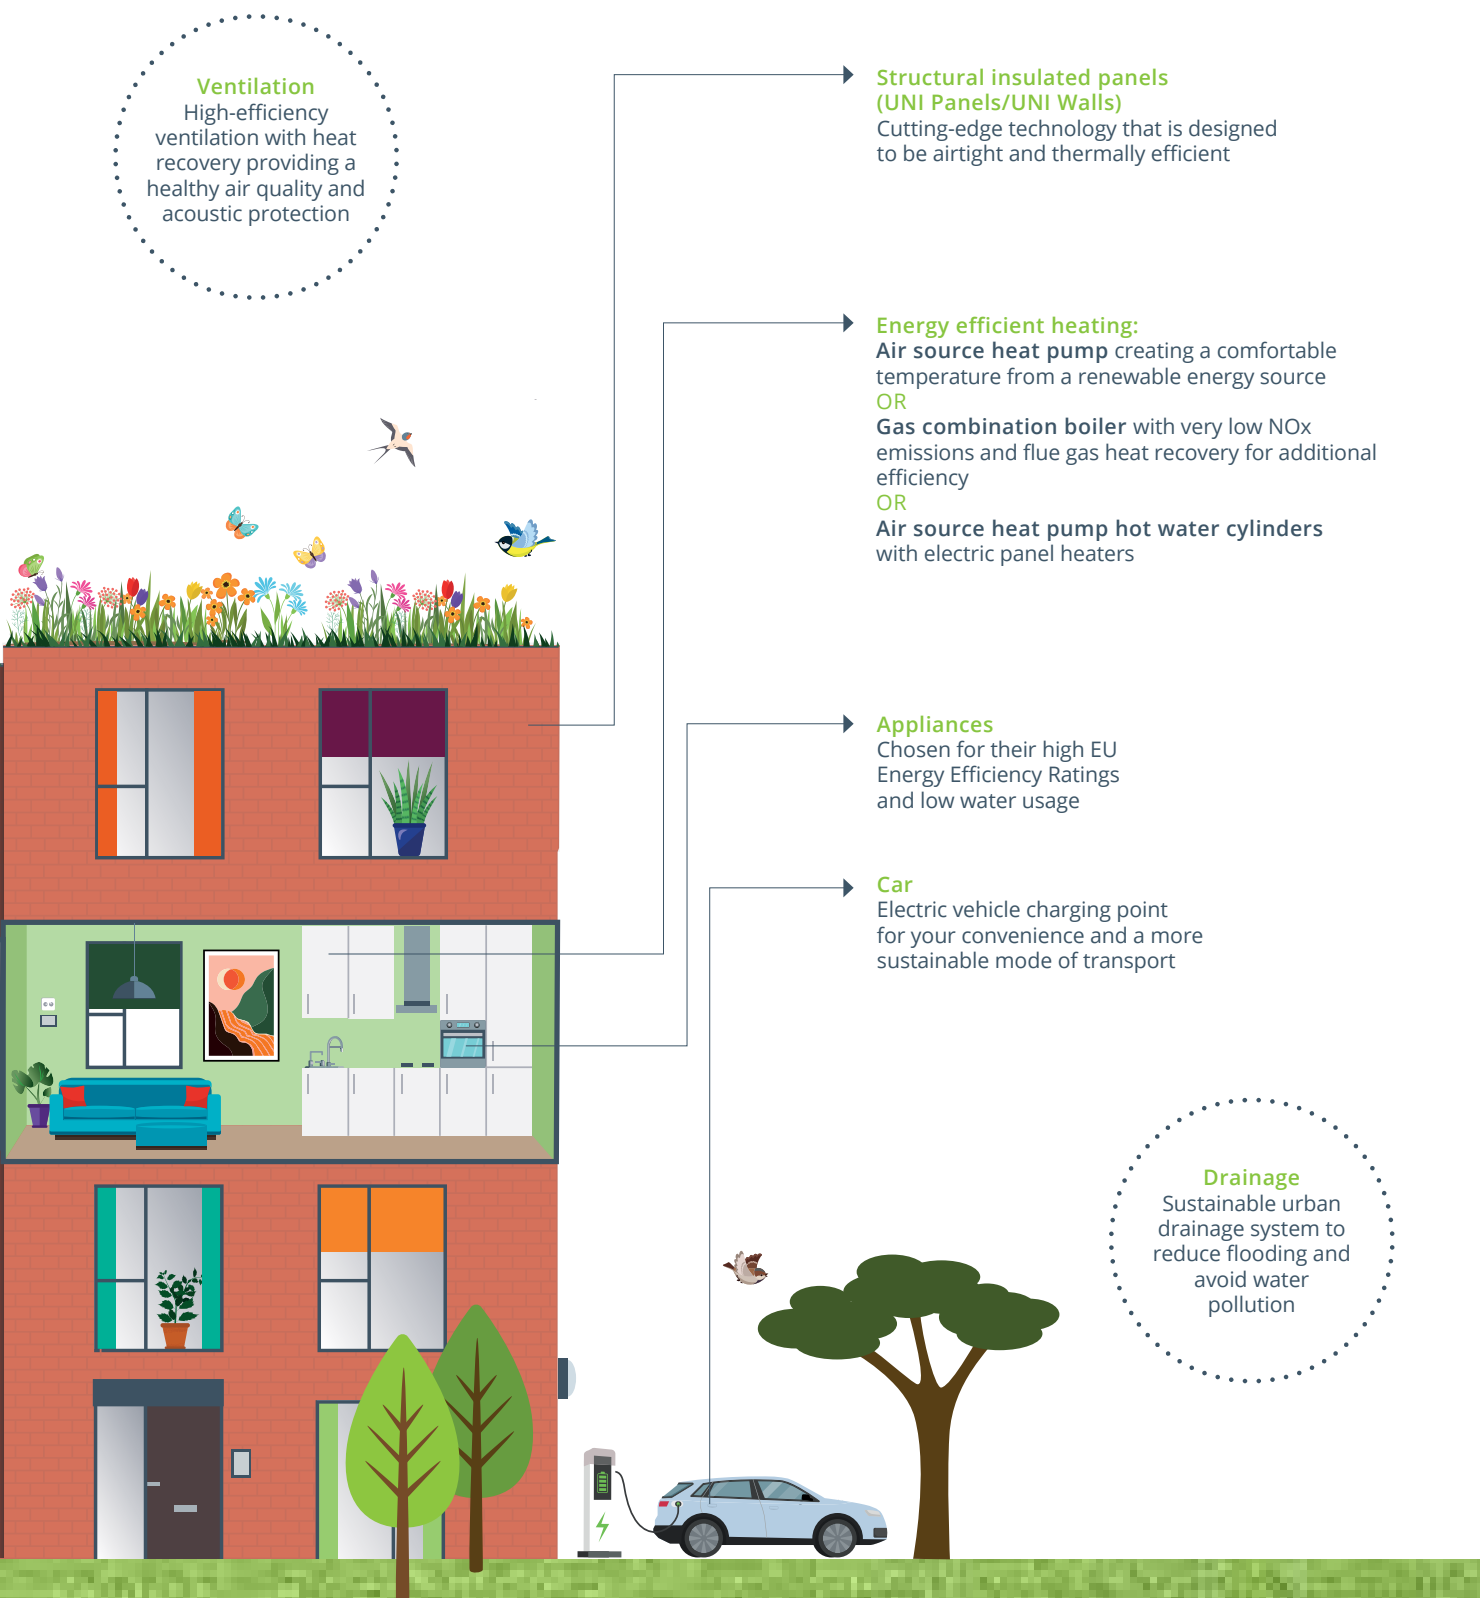 Ventilation
High-efficiency
ventilation with heat
recovery providing a
healthy air quality and
acoustic protection
Structural insulated panels
(UNI Panels/UNI Walls)
Cutting-edge technology that is designed
to be airtight and thermally efficient
Energy efficient heating:
Air source heat pump creating a comfortable
temperature from a renewable energy source
OR
Gas combination boiler with very low NOx
emissions and flue gas heat recovery for additional
efficiency
OR
Air source heat pump hot water cylinders
with electric panel heaters
Appliances
Chosen for their high EU
Energy Efficiency Ratings
and low water usage
Car
Electric vehicle charging point
for your convenience and a more
sustainable mode of transport
Drainage
Sustainable urban
drainage system to
reduce flooding and
avoid water
pollution